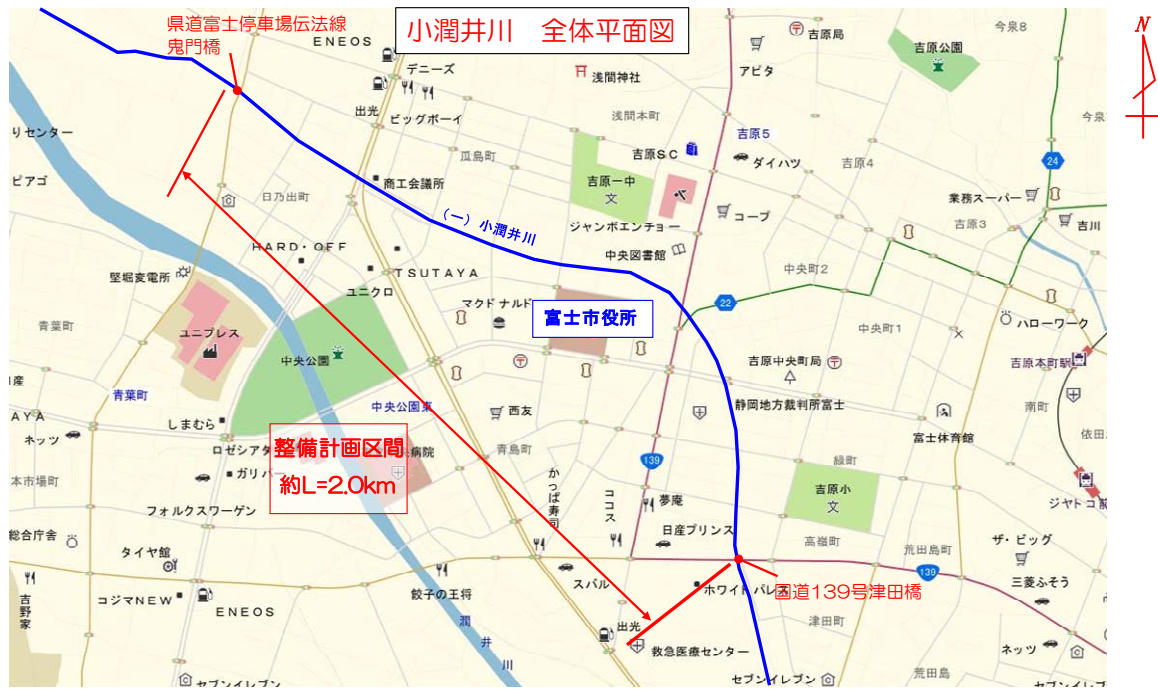 小潤井川 全体平面図
県道富士停車場伝法線
鬼門橋
N
今泉8
吉原局
吉原公園
ENEOS
デニーズ
アピタ
浅間神社
出光
ビッグボーイ
浅間本町
今泉
吉原5
りセンター
瓜島町
吉原SC
ダイハツ
吉原4
24
ピアゴ
商工会議所
吉原一中
文
業務スーパー
日乃出町
コープ
吉原3
吉川
(一)小潤井川
ジャンボエンチョー
HARD・OFF
中央図書館
TSUTAYA
中央町2
堅堀変電所
ユニクロ
マクドナルド
22
富士市役所
青葉町
ユニプレス
中央町1
ハローワーク
中央公園
吉原中央町局
吉原本町駅
青葉町
中央公園東
静岡地方裁判所富士
南町
しまむら
西友
富士体育館
依田
ネッツ
青島町
緑町
整備計画区間
約L=2.0km
病院
139
ガリバー
本市場町
かっぱ寿司
ココス
夢庵
吉原小
文
ジヤトコ前
フォルクスワーゲン
日産プリンス
高嶺町
荒田島町
ザ・ビッグ
総合庁舎
タイヤ館
スバル
139
三菱ふそう
ホワイトパレス
国道139号津田橋
吉野家
コジマNEW
ENEOS
餃子の王将
潤井川
出光
津田町
救急医療センター
ネッツ
荒田島
セブンイレブン
セブンイレブン